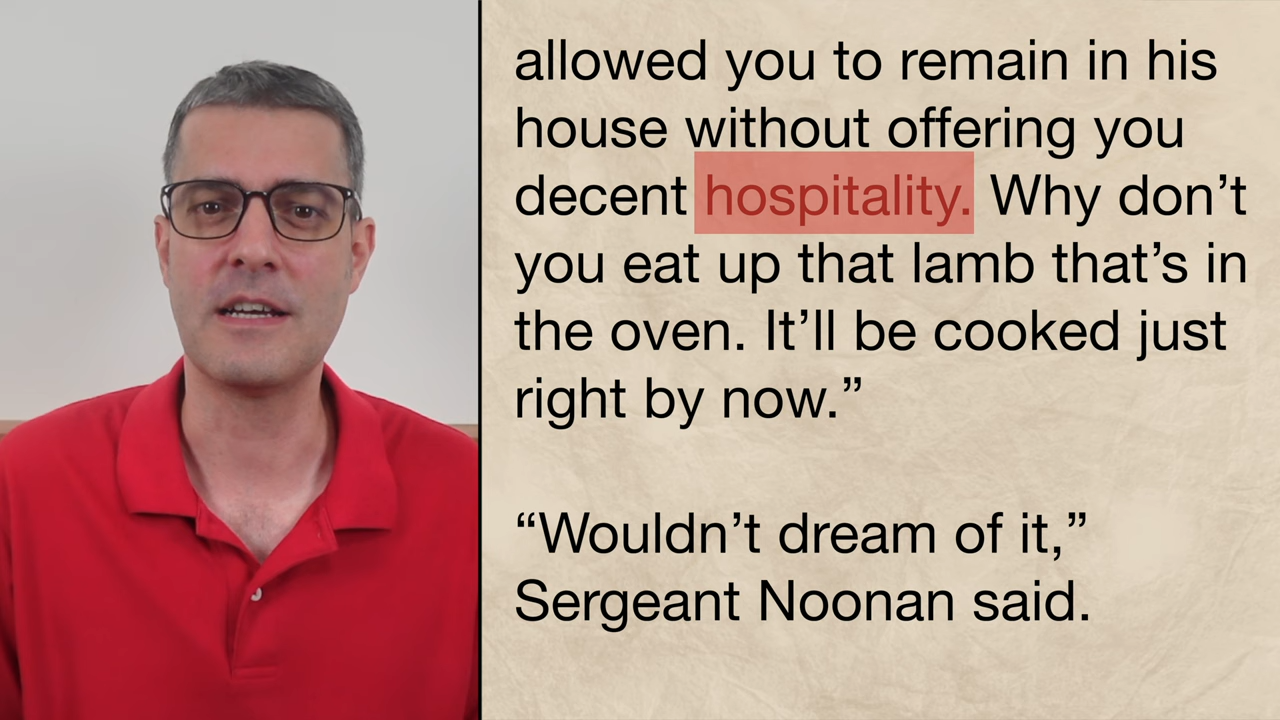 allowed you to remain in his
house without offering you
decent hospitality. Why don’t
you eat up that lamb that’s in
the oven. It’ll be cooked just
right by now.”
“Wouldn’t dream of it,”
Sergeant Noonan said.